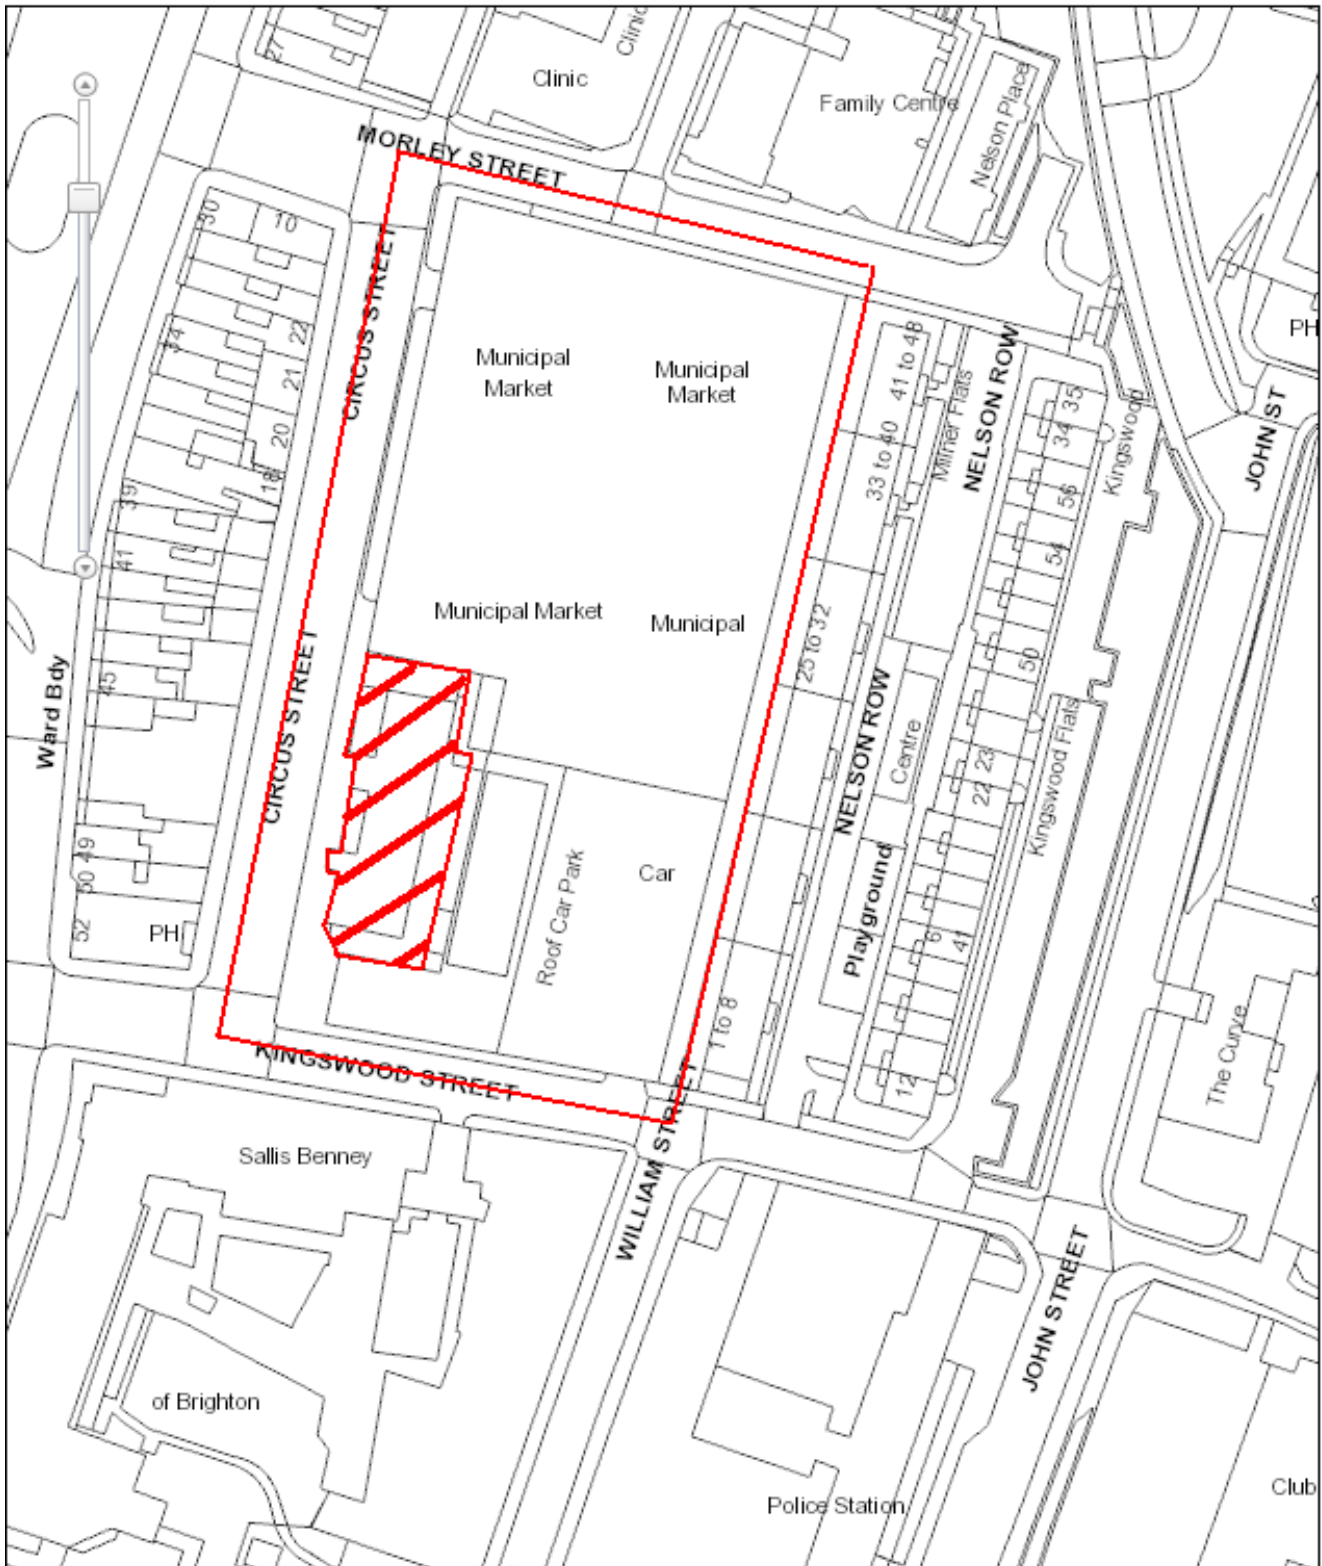 27
Clinic
Clinic
Family Centre
Nelson Place
MORLEY STREET
30
10
34
22
21
20
18
39
41
45
49
50
52
PH
Ward Bdy
CIRCUS STREET
CIRCUS STREET
Municipal
Market
Municipal
Market
Municipal Market
Municipal
Roof Car Park
Car
41 to 48
33 to 40
25 to 32
1 to 8
Milner Flats
NELSON ROW
NELSON ROW
Centre
Playground
35
34
56
54
50
23
22
6
41
12
Kingswood
Kingswood Flats
PH
JOHN ST
The Curve
KINGSWOOD STREET
WILLIAM STREET
JOHN STREET
Sallis Benney
of Brighton
Police Station
Club